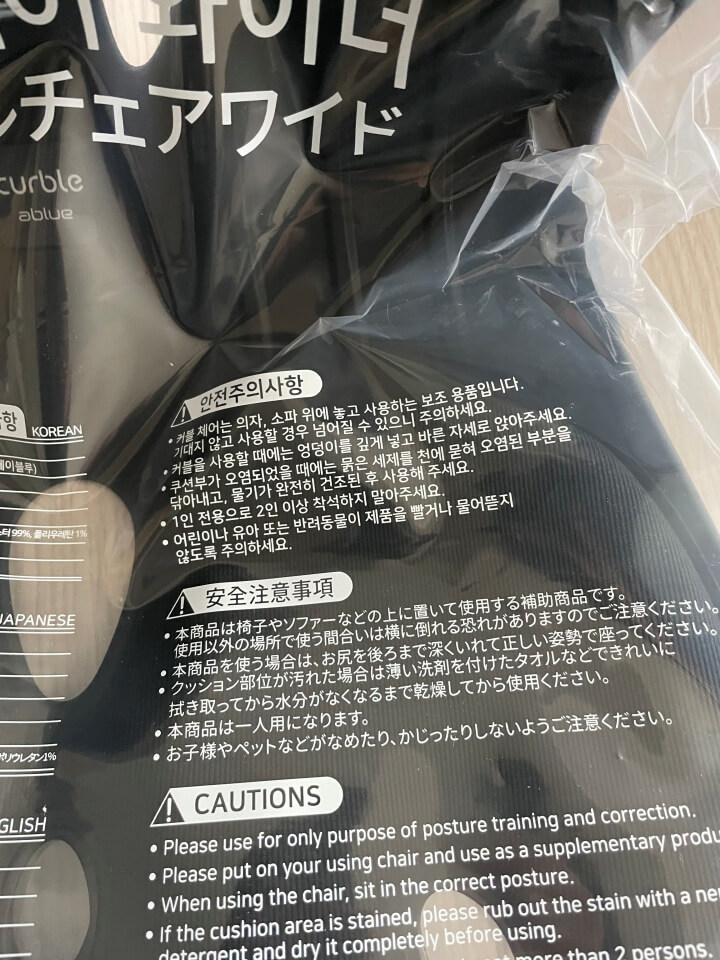 와이더
チェアワイド
curble
ablue
KOREAN
99%, 폴리우레탄 1%
JAPANESE
リウレタン1%
안전주의사항
• 커블 체어는 의자, 소파 위에 놓고 사용하는 보조 용품입니다.
기대지 않고 사용할 경우 넘어질 수 있으니 주의하세요.
• 커블을 사용할 때에는 엉덩이를 깊게 넣고 바른 자세로 앉아주세요.
• 쿠션부가 오염되었을 때에는 묽은 세제를 천에 묻혀 오염된 부분을
닦아내고, 물기가 완전히 건조된 후 사용해 주세요.
• 1인 전용으로 2인 이상 착석하지 말아주세요.
• 어린이나 유아 또는 반려동물이 제품을 빨거나 물어뜯지
않도록 주의하세요.
安全注意事項
• 本商品は椅子やソファーなどの上に置いて使用する補助商品です。
使用以外の場所で使う間合いは横に倒れる恐れがありますのでご注意ください。
• 本商品を使う場合は、お尻を後ろまで深くいれて正しい姿勢で座ってください。
• クッション部位が汚れた場合は薄い洗剤を付けたタオルなどできれいに
拭き取ってから水分がなくなるまで乾燥してから使用ください。
• 本商品は一人用になります。
• お子様やペットなどがなめたり、かじったりしないようご注意ください。
CAUTIONS
• Please use for only purpose of posture training and correction.
• Please put on your using chair and use as a supplementary
• When using the chair, sit in the correct posture.
• If the cushion area is stained, please rub out the stain with a
detergent and dry it completely before using.
more than 2 persons.